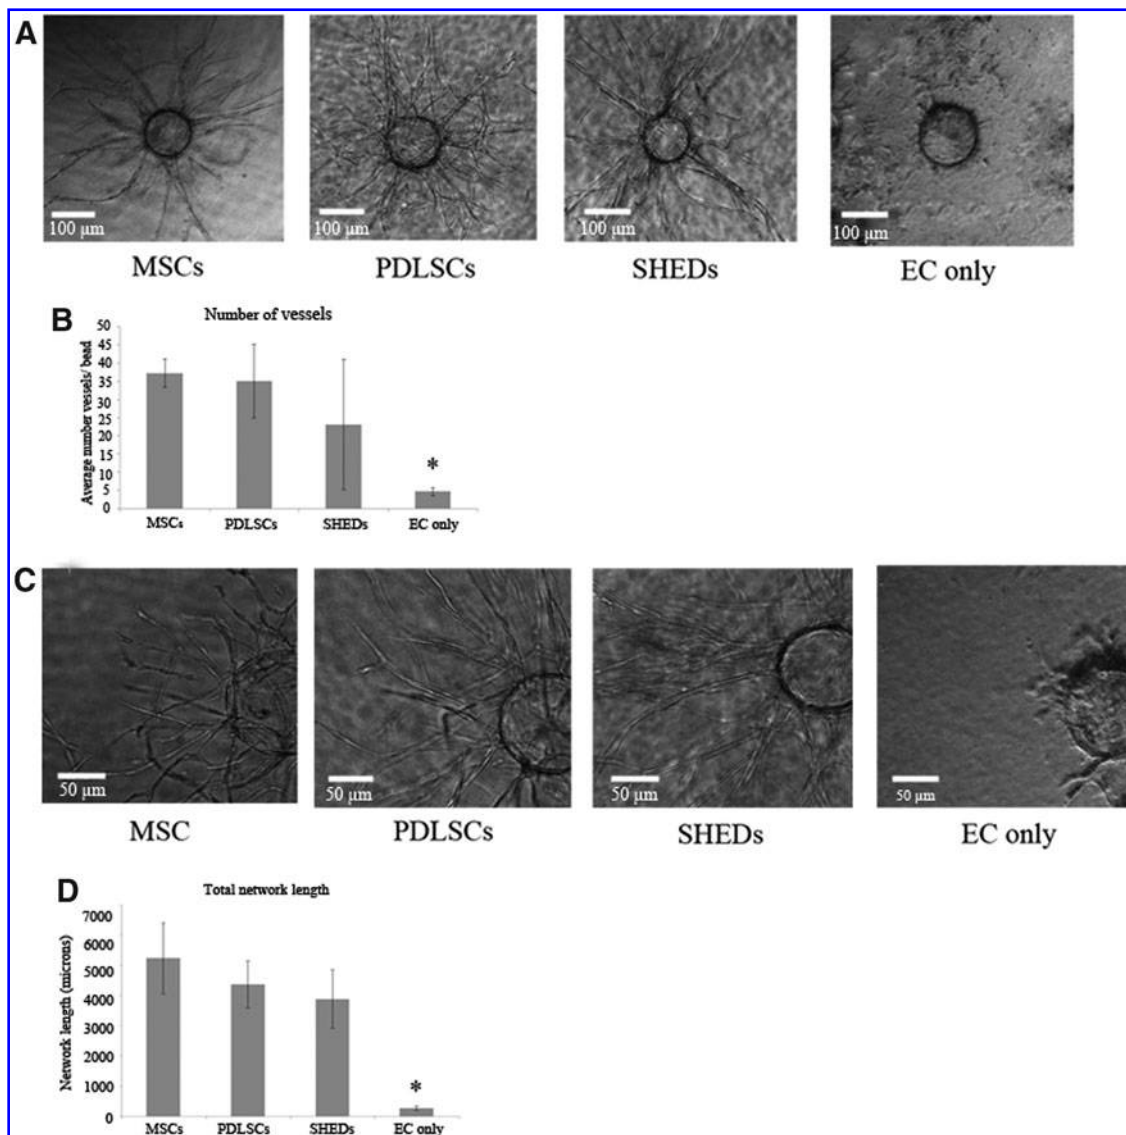 A
100 µm
100 µm
100 µm
100 µm
MSCs
PDLSCs
SHEDs
EC only
B
Number of vessels
Average number vessels/ bead
50
45
40
35
25
20
15
10
5
0
MSCs
PDLSCs
SHEDs
EC only
*
C
50 µm
50 µm
50 µm
50 µm
MSC
PDLSCs
SHEDs
EC only
D
Total network length
Network length (microns)
7000
6000
5000
4000
3000
2000
1000
0
MSCs
PDLSCs
SHEDs
EC only
*